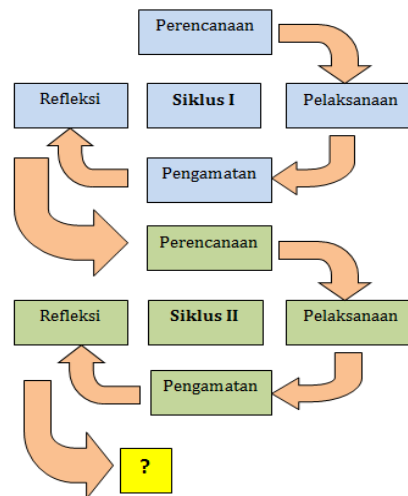 Perencanaan
Refleksi
Siklus I
Pelaksanaan
Pengamatan
Perencanaan
Refleksi
Siklus II
Pelaksanaan
Pengamatan
?